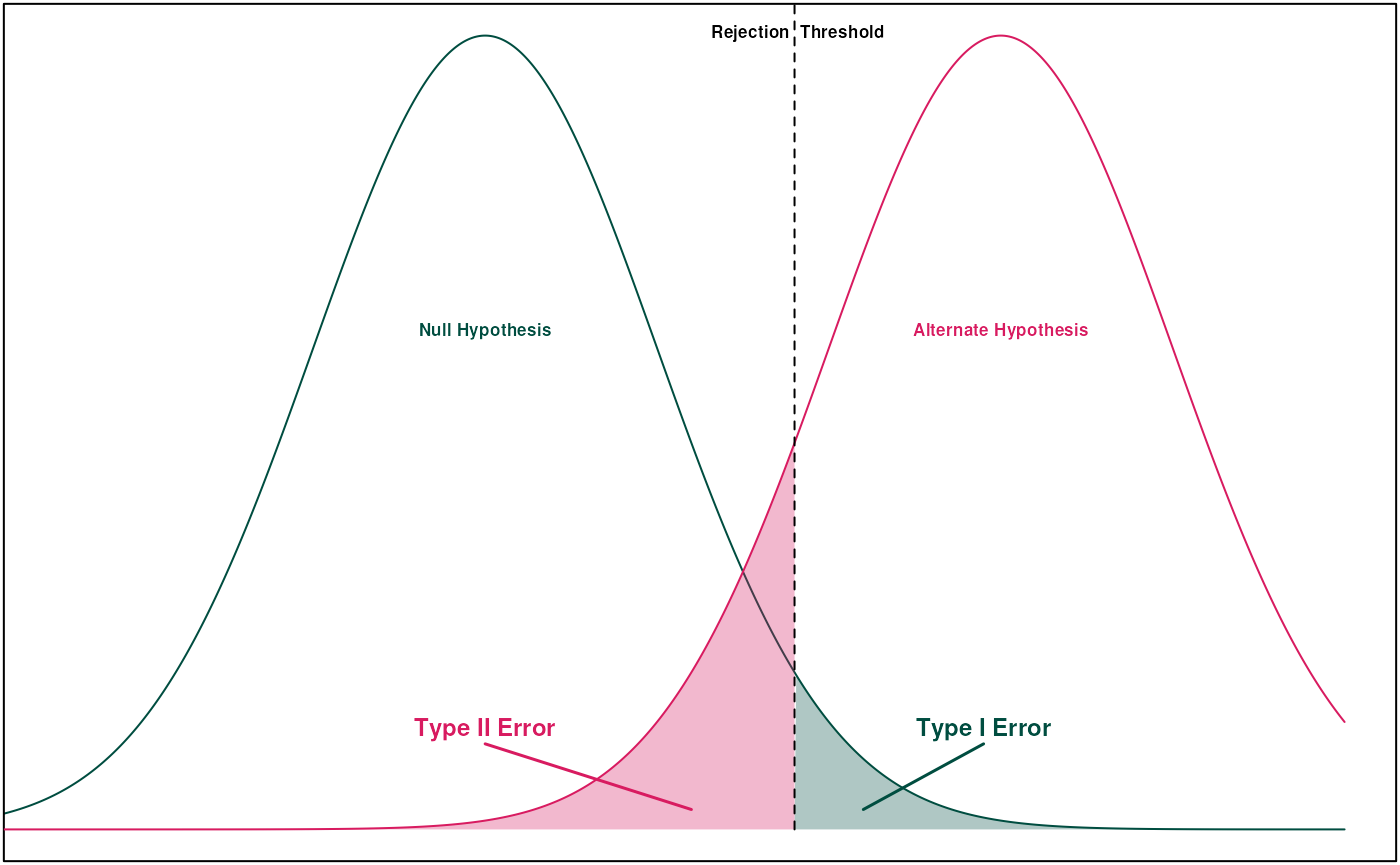 Rejection Threshold
Null Hypothesis
Alternate Hypothesis
Type II Error
Type I Error